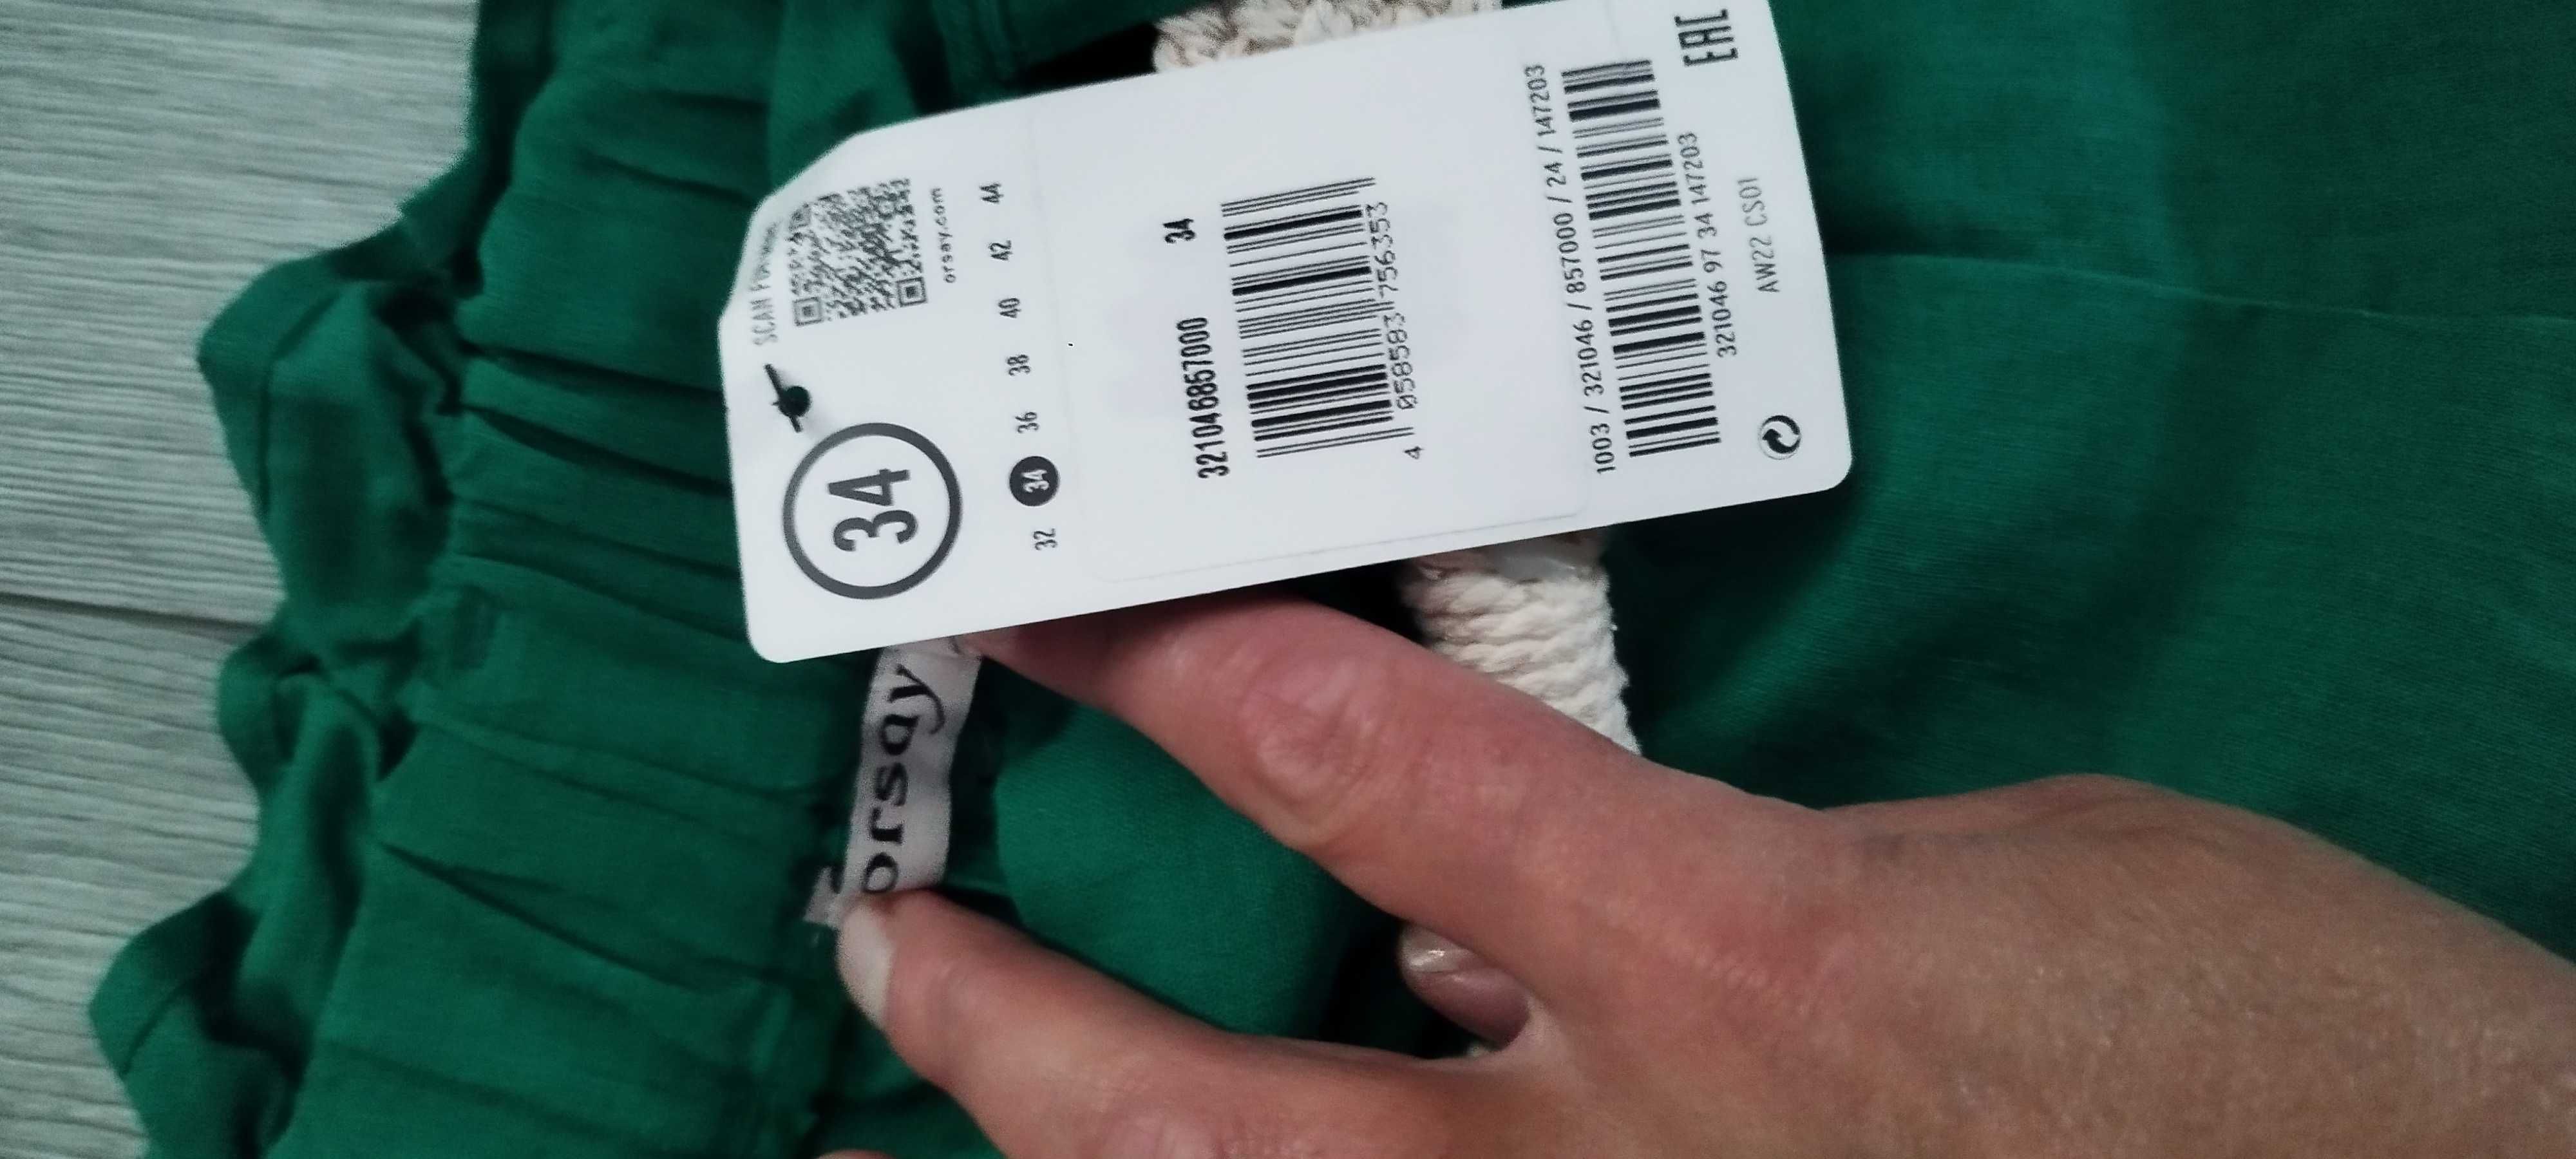 34
SCAN FOR MORE
orsay.com
32 34 36 38 40 42 44
321046857000 34
4 058583 756353
1003 / 321046 / 857000 / 24 / 147203
321046 97 34 147203
AW22 CS01
EAC
orsay